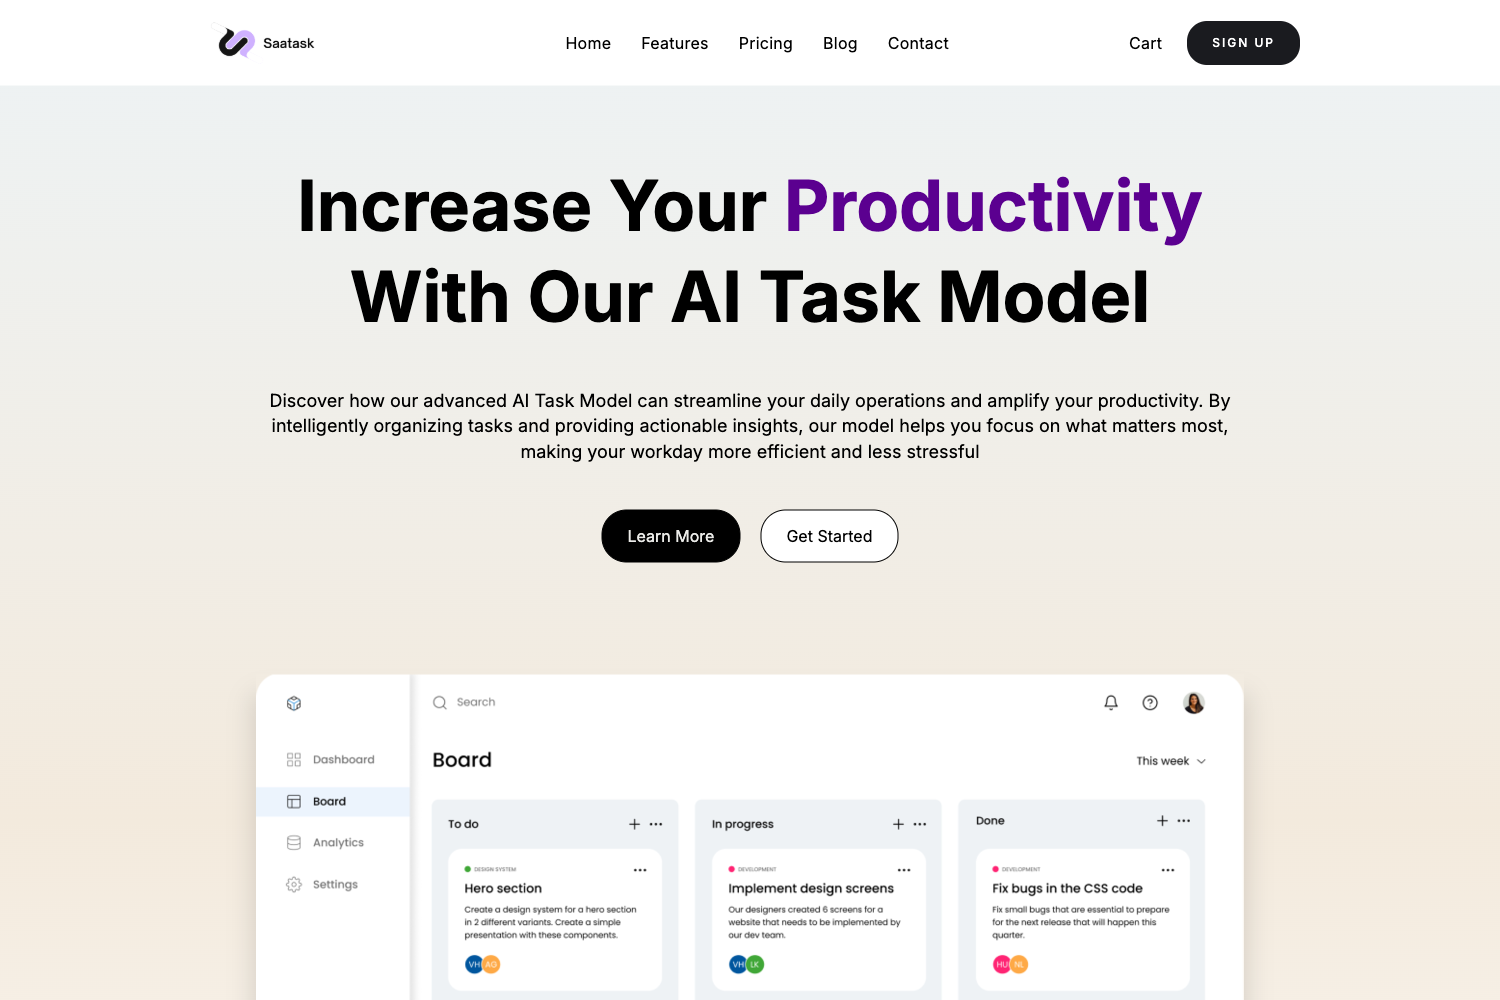 Saatask
Home Features Pricing Blog Contact
Cart
SIGN UP
Increase Your Productivity
With Our AI Task Model
Discover how our advanced AI Task Model can streamline your daily operations and amplify your productivity. By
intelligently organizing tasks and providing actionable insights, our model helps you focus on what matters most,
making your workday more efficient and less stressful
Learn More
Get Started
Search
Dashboard
Board
Analytics
Settings
Board
This week
To do
DESIGN SYSTEM
Hero section
Create a design system for a hero section
in 2 different variants. Create a simple
presentation with these components.
VH AG
In progress
DEVELOPMENT
Implement design screens
Our designers created 6 screens for a
website that needs to be implemented by
our dev team.
VH LK
Done
DEVELOPMENT
Fix bugs in the CSS code
Fix small bugs that are essential to prepare
for the next release that will happen this
quarter.
HU NL